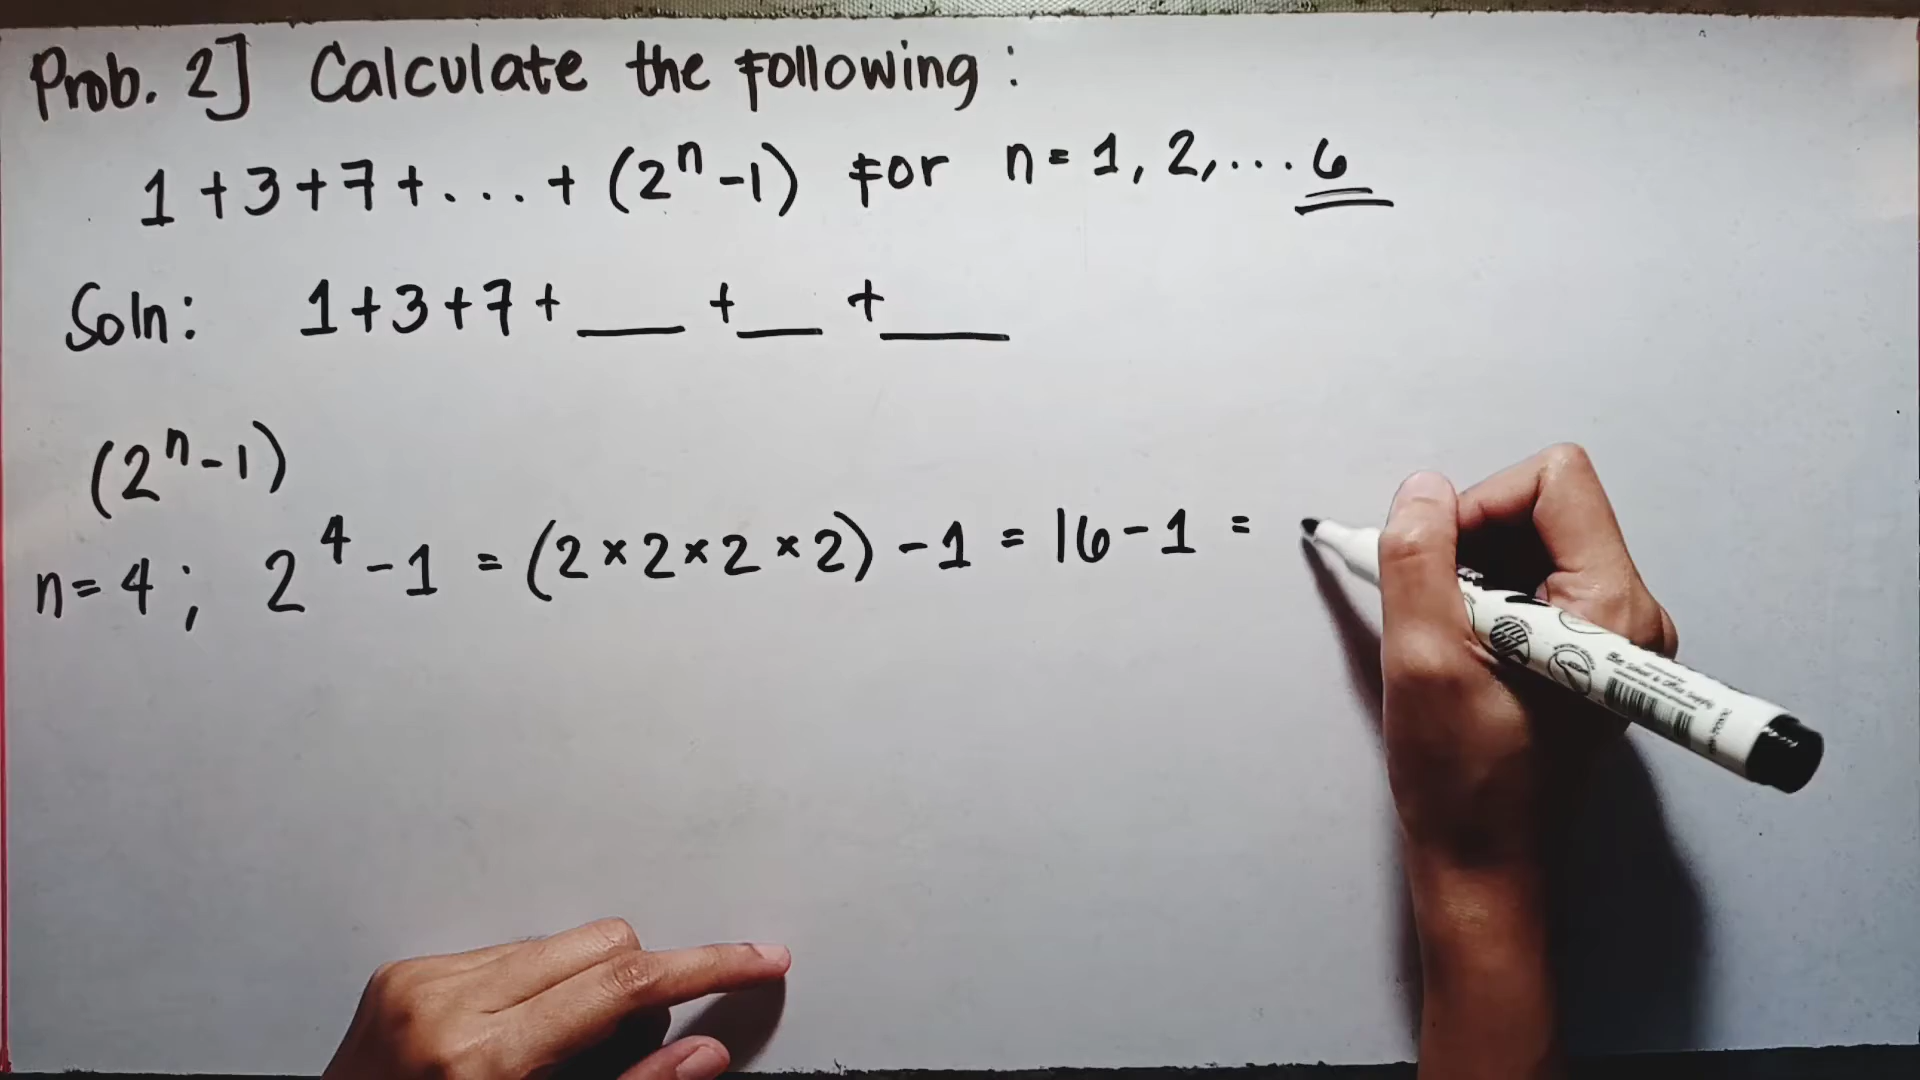 Prob. 2] Calculate the following :
1 + 3 + 7 + . . . + (2ⁿ - 1) for n = 1, 2, ... 6
Soln: 1 + 3 + 7 + ___ + ___ + ___
(2ⁿ - 1)
n = 4 ; 2⁴ - 1 = (2 × 2 × 2 × 2) - 1 = 16 - 1 =